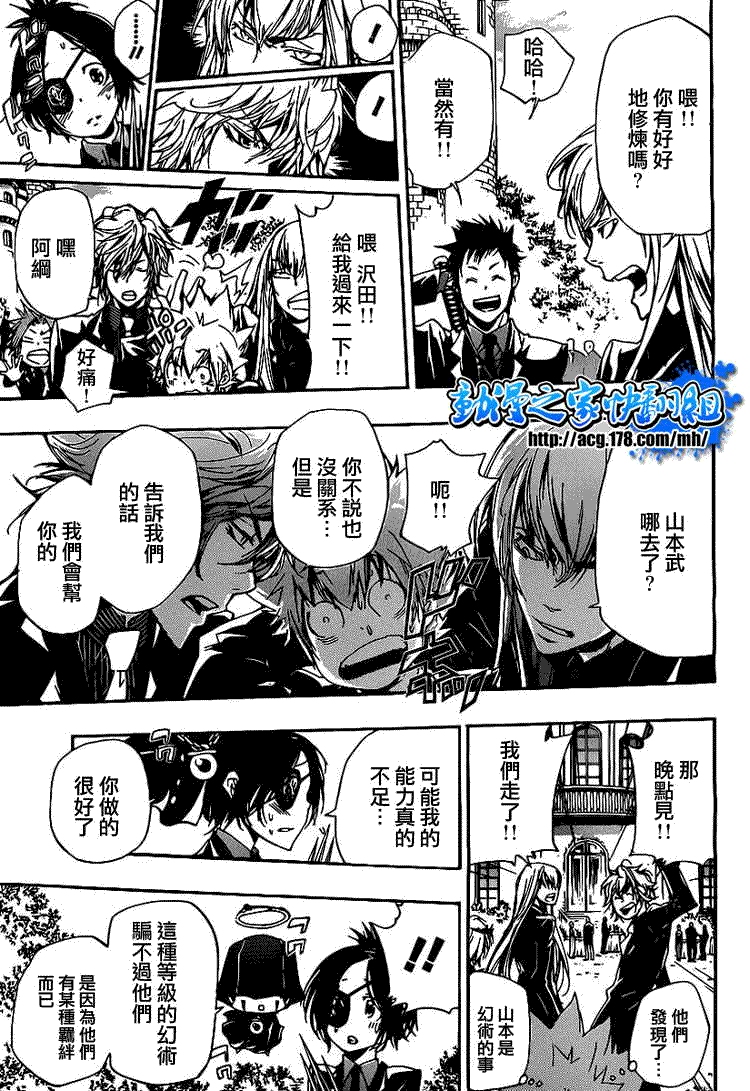 喂!!
你有好好
地修煉嗎?
哈哈!
當然有!!
!
!
……
喂 沢田!!
給我過來一下!!
嘿
阿綱
好痛!
動漫之家快翻組
http://acg.178.com/mh/
山本武
哪去了?
呃!!
你不說也
沒關系…
但是
告訴我們
的話
我們會幫
你的
那
晚點見!!
我們走了!!
他們
發現了…
山本是
幻術的事
可能我的
能力真的
不足…
你做的
很好了
!!
這種等級的幻術
騙不過他們
是因為他們
有某種羈絆
而已